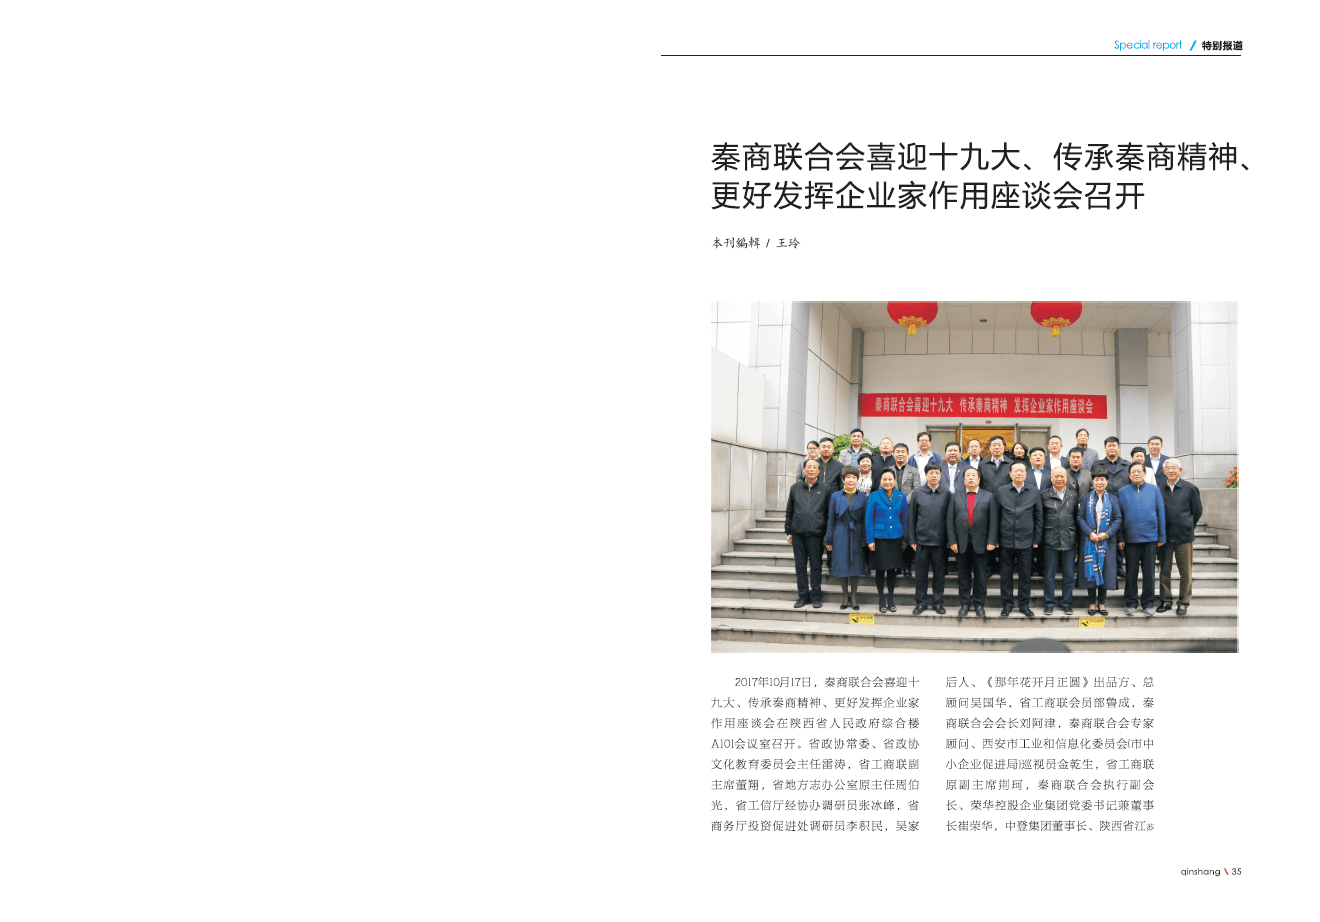 Special report / 特别报道
秦商联合会喜迎十九大、传承秦商精神、
更好发挥企业家作用座谈会召开
本刊编辑 / 王玲
秦商联合会喜迎十九大 传承秦商精神 发挥企业家作用座谈会
2017年10月17日，秦商联合会喜迎十
九大、传承秦商精神、更好发挥企业家
作用座谈会在陕西省人民政府综合楼
A101会议室召开。省政协常委、省政协
文化教育委员会主任雷涛，省工商联副
主席董翔，省地方志办公室原主任周伯
光，省工信厅经协办调研员张冰峰，省
商务厅投资促进处调研员李积民，吴家
后人、《那年花开月正圆》出品方、总
顾问吴国华，省工商联会员部鲁成，秦
商联合会会长刘阿津，秦商联合会专家
顾问、西安市工业和信息化委员会(市中
小企业促进局)巡视员金乾生，省工商联
原副主席荆珂，秦商联合会执行副会
长、荣华控股企业集团党委书记兼董事
长崔荣华，中登集团董事长、陕西省江苏
qinshang \ 35